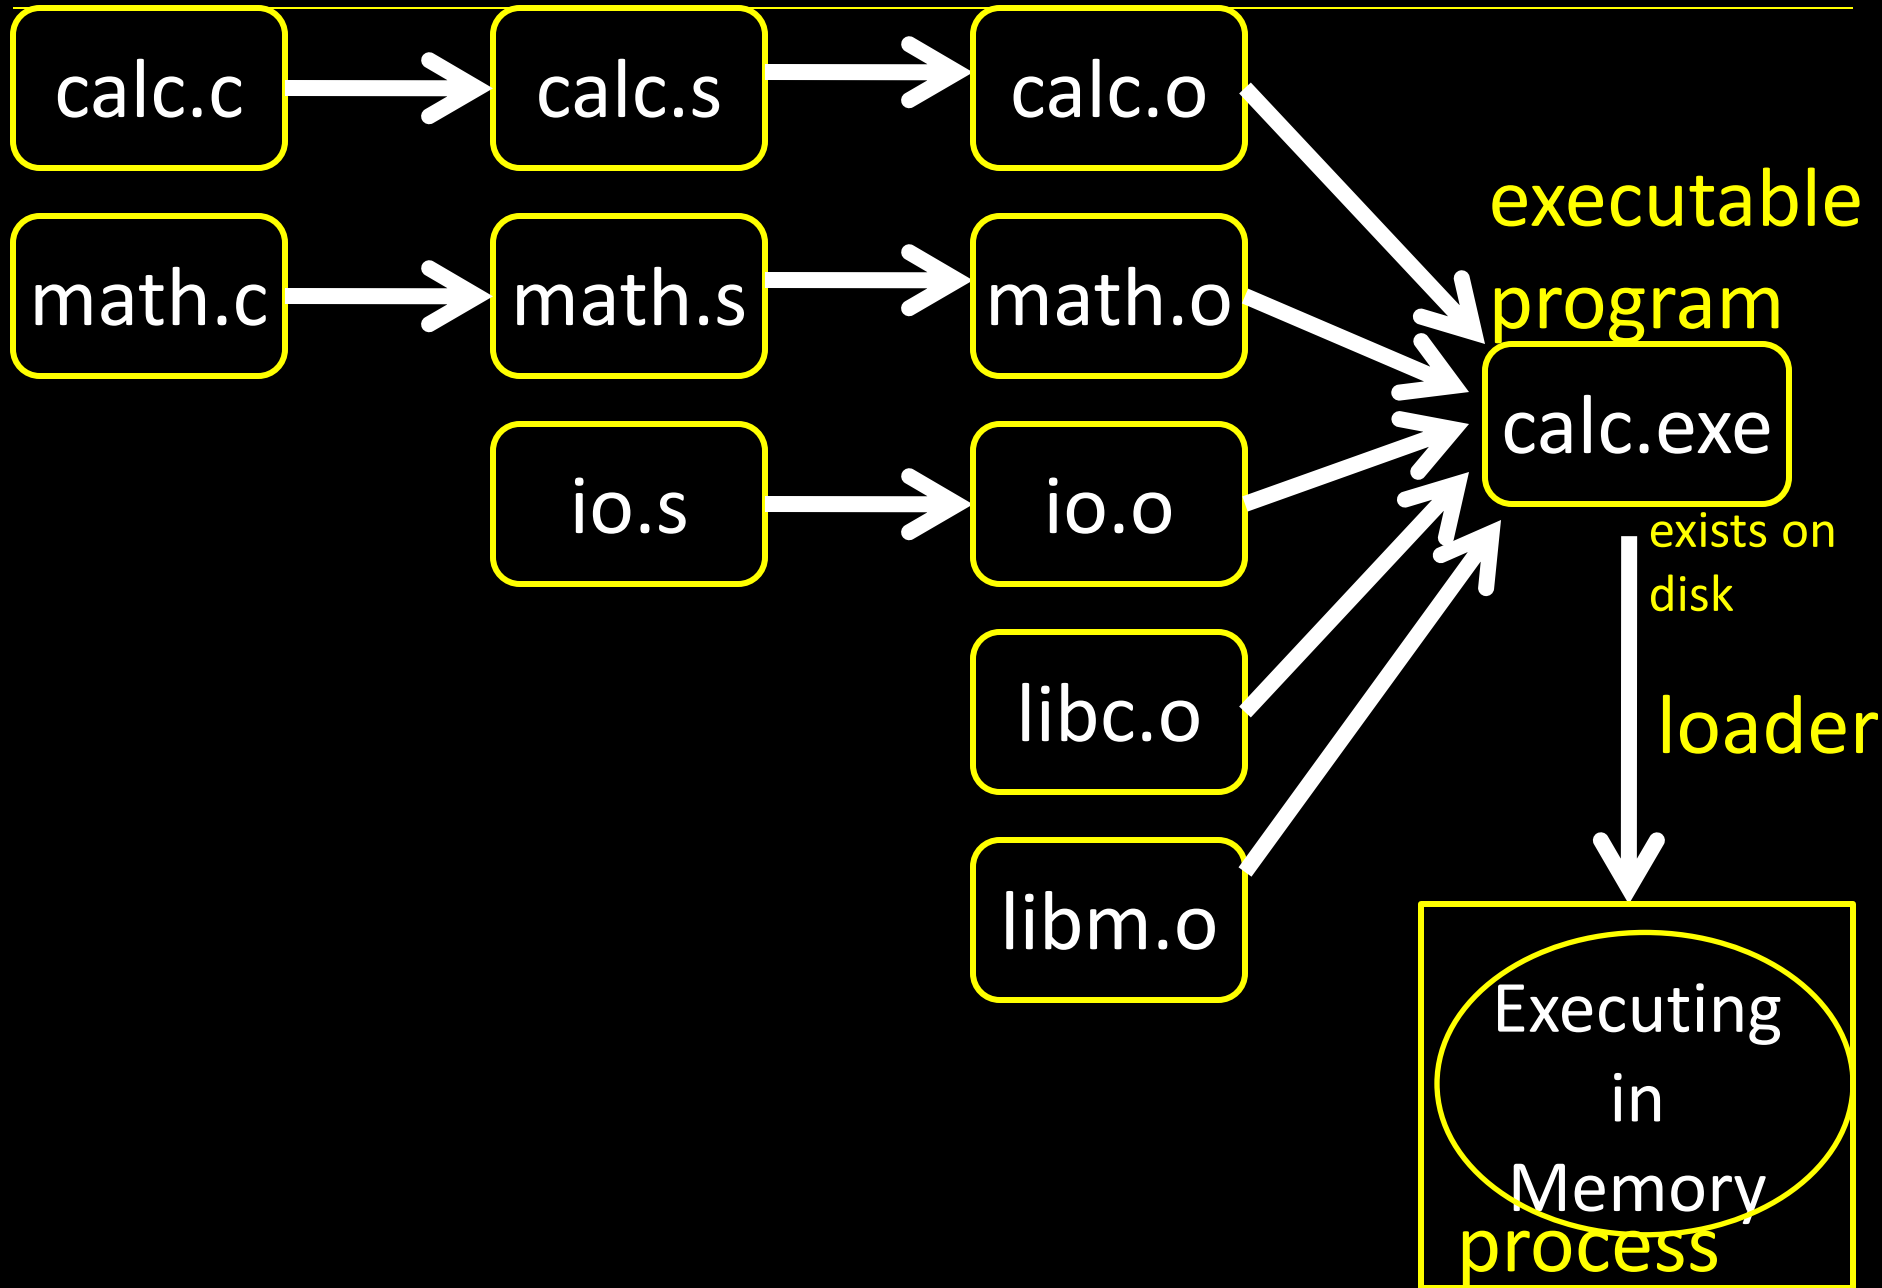 calc.c
calc.s
calc.o
executable
program
math.c
math.s
math.o
calc.exe
io.s
io.o
exists on
disk
libc.o
loader
libm.o
Executing
in
Memory
process